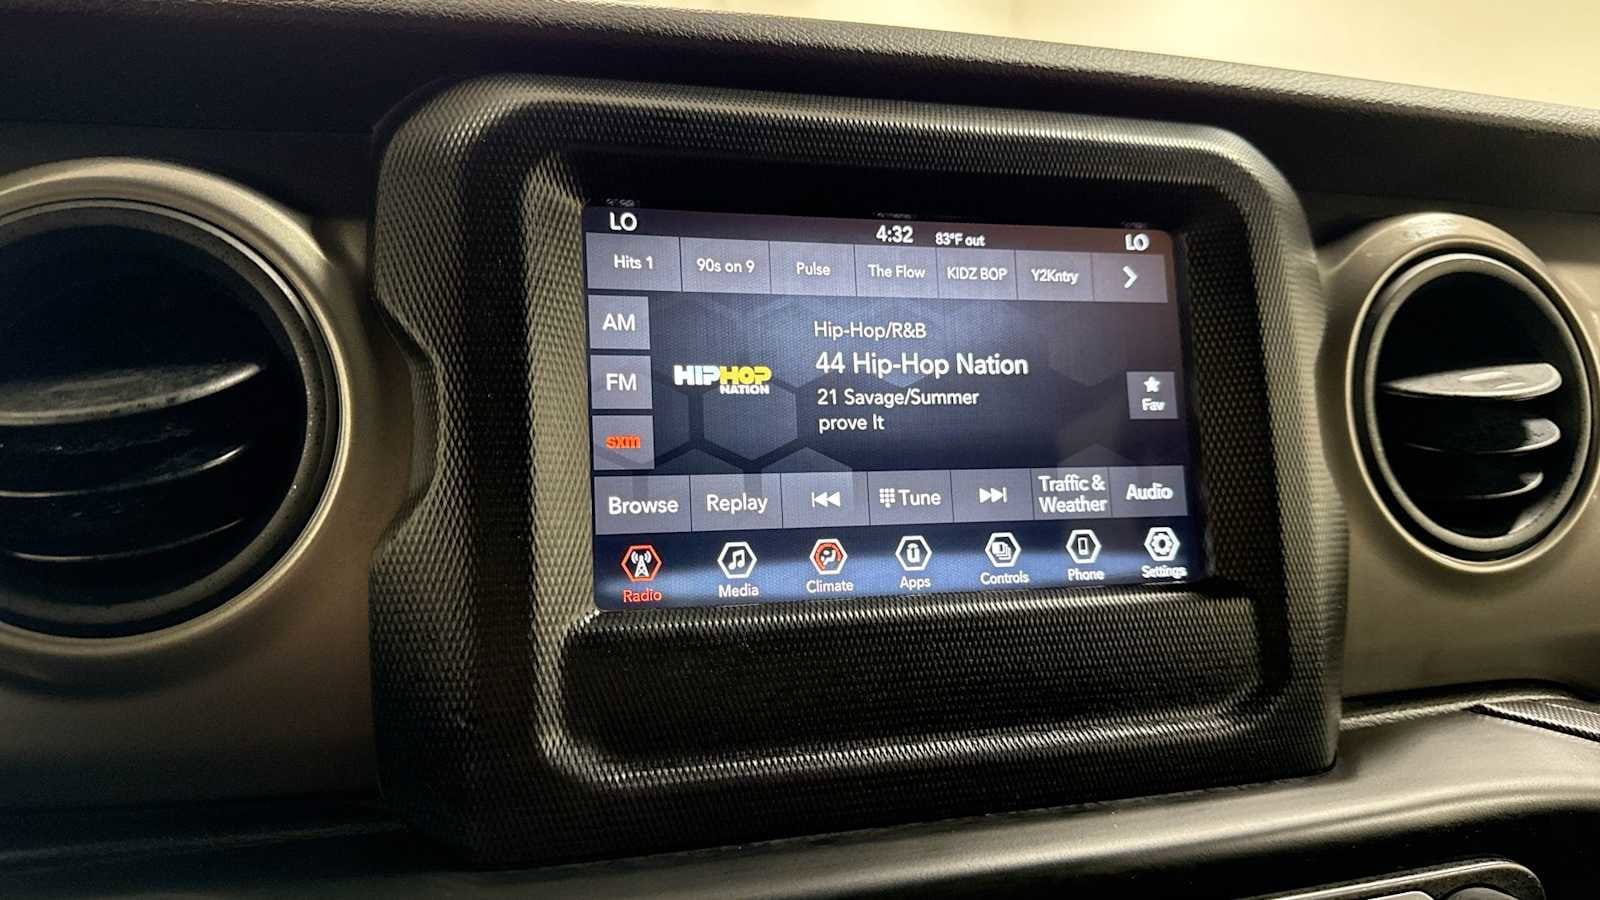 LO
4:32 83°F out
LO
Hits 1
90s on 9
Pulse
The Flow
KIDZ BOP
Y2Kntry
AM
FM
sxm
HIPHOP
NATION
Hip-Hop/R&B
44 Hip-Hop Nation
21 Savage/Summer
prove It
Fav
Browse
Replay
Tune
Traffic &
Weather
Audio
Radio
Media
Climate
Apps
Controls
Phone
Settings